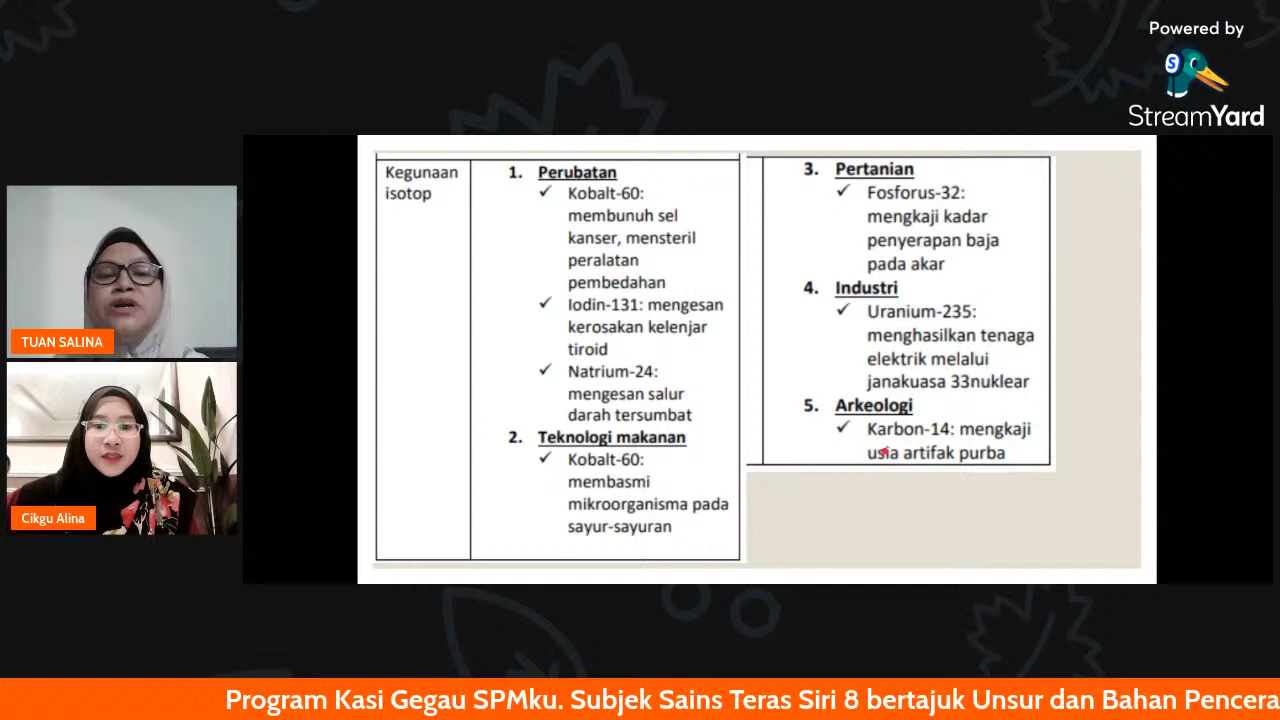 Powered by
StreamYard
Kegunaan
isotop
1. Perubatan
✓ Kobalt-60:
membunuh sel
kanser, mensteril
peralatan
pembedahan
✓ Iodin-131: mengesan
kerosakan kelenjar
tiroid
✓ Natrium-24:
mengesan salur
darah tersumbat
2. Teknologi makanan
✓ Kobalt-60:
membasmi
mikroorganisma pada
sayur-sayuran
3. Pertanian
✓ Fosforus-32:
mengkaji kadar
penyerapan baja
pada akar
4. Industri
✓ Uranium-235:
menghasilkan tenaga
elektrik melalui
janakuasa 33nuklear
5. Arkeologi
✓ Karbon-14: mengkaji
usia artifak purba
TUAN SALINA
Cikgu Alina
Program Kasi Gegau SPMku. Subjek Sains Teras Siri 8 bertajuk Unsur dan Bahan Pencera